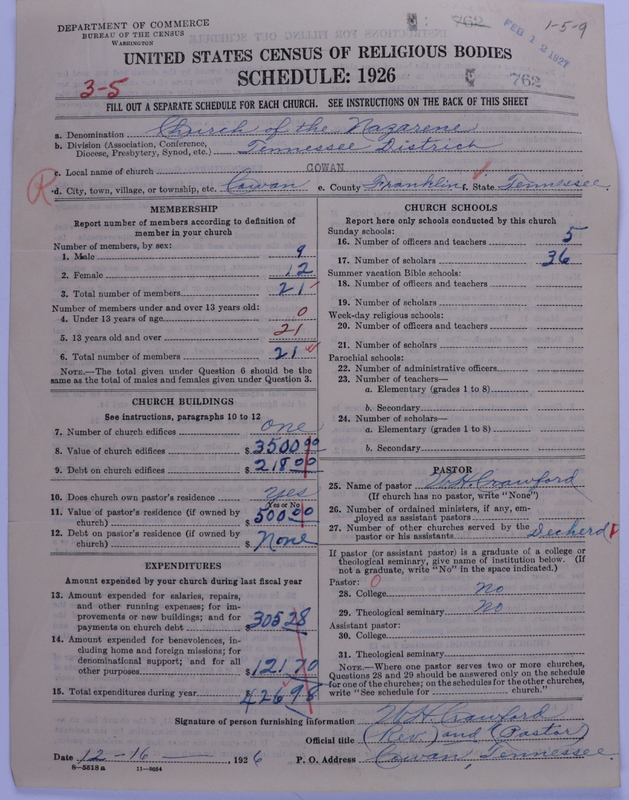 DEPARTMENT OF COMMERCE
BUREAU OF THE CENSUS
WASHINGTON
762
FEB 12 1927
1-5-9
UNITED STATES CENSUS OF RELIGIOUS BODIES
SCHEDULE: 1926
3-5
762
FILL OUT A SEPARATE SCHEDULE FOR EACH CHURCH. SEE INSTRUCTIONS ON THE BACK OF THIS SHEET
a. Denomination Church of the Nazarene
b. Division (Association, Conference, Diocese, Presbytery, Synod, etc.) Tennessee District
c. Local name of church COWAN
R
d. City, town, village, or township, etc. Cowan e. County Franklin f. State Tennessee
MEMBERSHIP
Report number of members according to definition of
member in your church
Number of members, by sex:
1. Male 9
2. Female 12
3. Total number of members 21
Number of members under and over 13 years old:
4. Under 13 years of age 0
5. 13 years old and over 21
6. Total number of members 21
NOTE.—The total given under Question 6 should be
same as the total of males and females given under Question 3.
CHURCH BUILDINGS
See instructions, paragraphs 10 to 12
7. Number of church edifices one
8. Value of church edifices $ 3500 00
9. Debt on church edifices $ 218 00
10. Does church own pastor's residence Yes
Yes or No
11. Value of pastor's residence (if owned by
church) $ 500 00
12. Debt on pastor's residence (if owned by
church) $ None
EXPENDITURES
Amount expended by your church during last fiscal year
13. Amount expended for salaries, repairs,
and other running expenses; for im-
provements or new buildings; and for
payments on church debt $ 305 28
14. Amount expended for benevolences, in-
cluding home and foreign missions; for
denominational support; and for all
other purposes $ 121 70
15. Total expenditures during year 426 98
CHURCH SCHOOLS
Report here only schools conducted by this church
Sunday schools:
16. Number of officers and teachers 5
17. Number of scholars 36
Summer vacation Bible schools:
18. Number of officers and teachers
19. Number of scholars
Week-day religious schools:
20. Number of officers and teachers
21. Number of scholars
Parochial schools:
22. Number of administrative officers
23. Number of teachers—
a. Elementary (grades 1 to 8)
b. Secondary
24. Number of scholars—
a. Elementary (grades 1 to 8)
b. Secondary
PASTOR
25. Name of pastor W.H. Crawford
(If church has no pastor, write "None")
26. Number of ordained ministers, if any, em-
ployed as assistant pastors
27. Number of other churches served by the
pastor or his assistants Decherd
If pastor (or assistant pastor) is a graduate of a college or
theological seminary, give name of institution below. (If
not a graduate, write "No" in the space indicated.)
Pastor: 0
28. College No
29. Theological seminary No
Assistant pastor:
30. College
31. Theological seminary
NOTE.—Where one pastor serves two or more churches,
Questions 28 and 29 should be answered only on the schedule
for one of the churches; on the schedules for the other churches,
write "See schedule for church."
Signature of person furnishing information W.H. Crawford
Official title (Rev.) and (Pastor)
Date 12-16 1926 P. O. Address Cowan, Tennessee.
8-5518a 11-8654